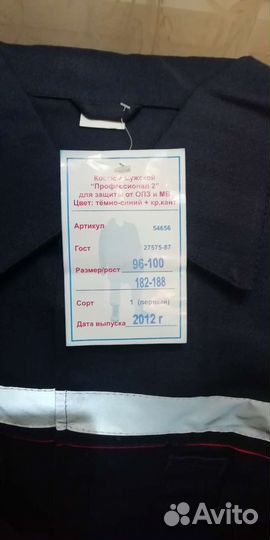 Костюм мужской
"Профессионал 2"
для защиты от ОПЗ и МВ
Цвет: тёмно-синий + кр.кант
Артикул 54656
Гост 27575-87
Размер/рост 96-100
182-188
Сорт 1 (первый)
Дата выпуска 2012 г
Avito